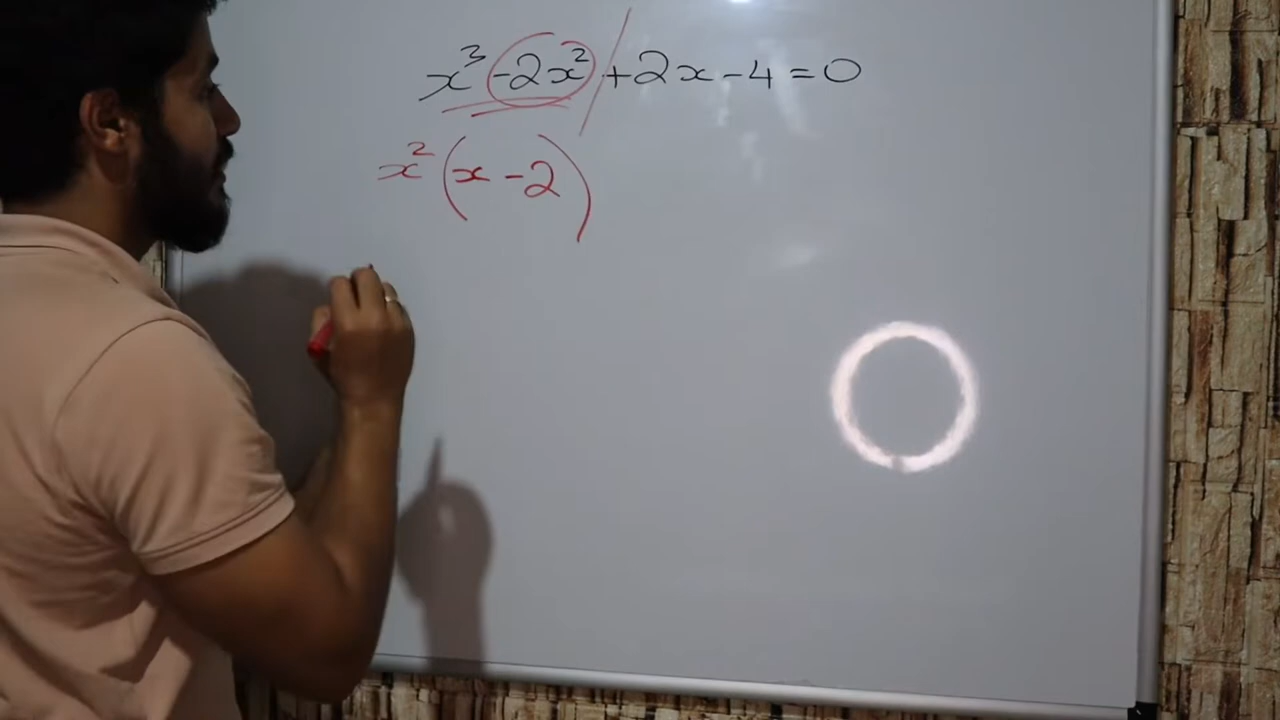 x³ -2x² +2x-4=0
x² (x-2)